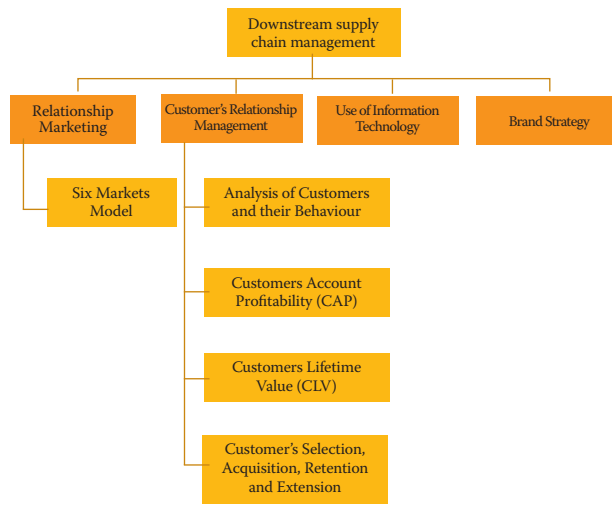 Downstream supply
chain management
Relationship
Marketing
Customer's Relationship
Management
Use of Information
Technology
Brand Strategy
Six Markets
Model
Analysis of Customers
and their Behaviour
Customers Account
Profitability (CAP)
Customers Lifetime
Value (CLV)
Customer's Selection,
Acquisition, Retention
and Extension